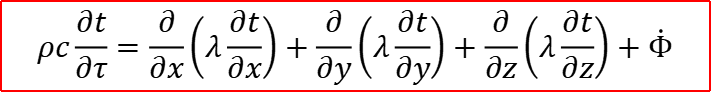 ρc ∂t/∂τ = ∂/∂x (λ ∂t/∂x) + ∂/∂y (λ ∂t/∂y) + ∂/∂z (λ ∂t/∂z) + Φ̇